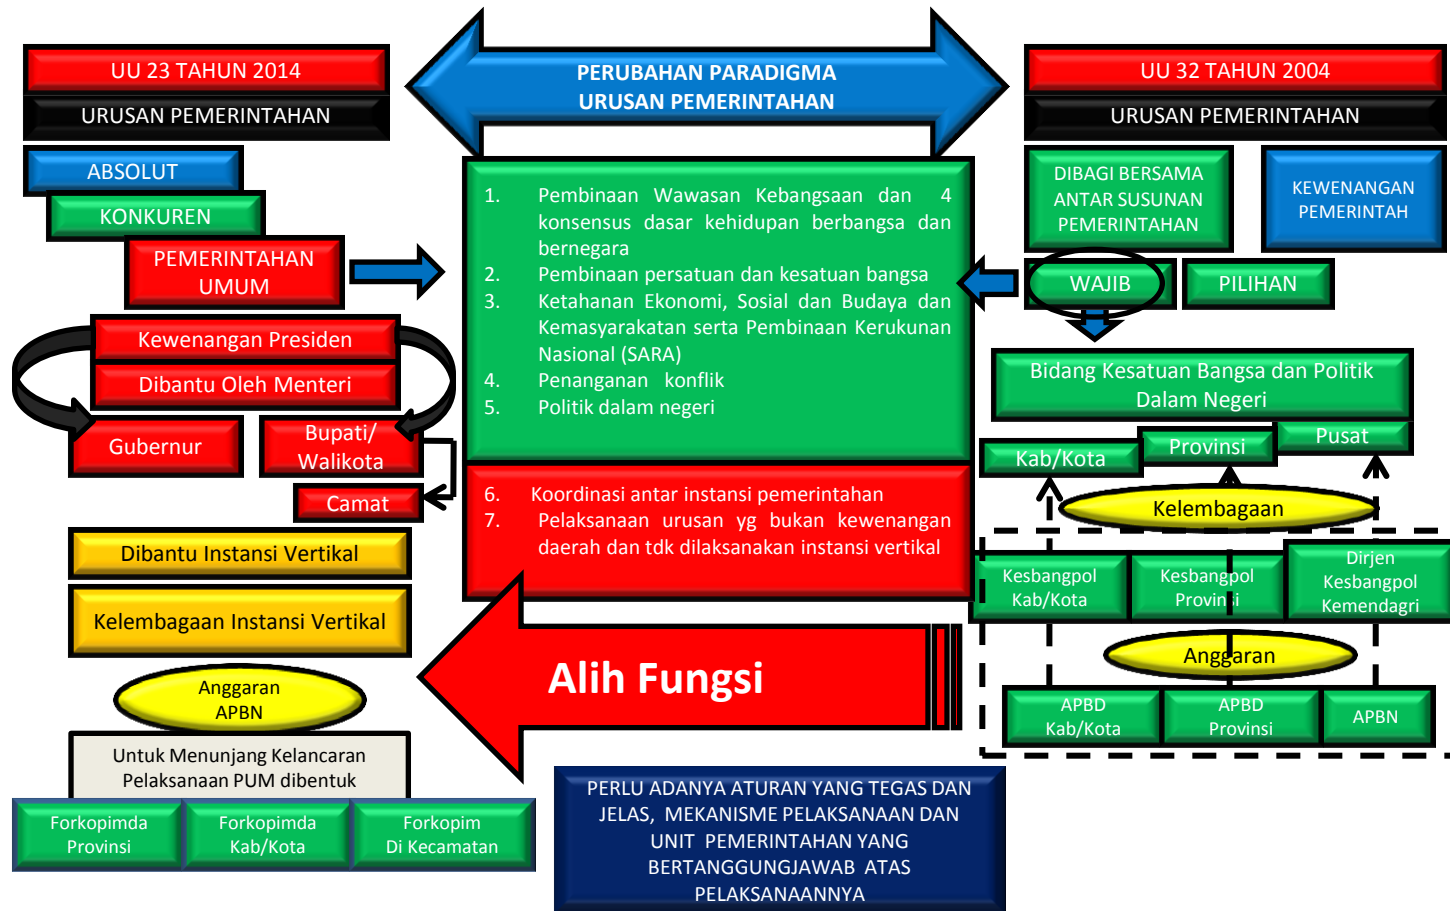 UU 23 TAHUN 2014
URUSAN PEMERINTAHAN
ABSOLUT
KONKUREN
PEMERINTAHAN
UMUM
Kewenangan Presiden
Dibantu Oleh Menteri
Gubernur
Bupati/
Walikota
Camat
Dibantu Instansi Vertikal
Kelembagaan Instansi Vertikal
Anggaran
APBN
Untuk Menunjang Kelancaran
Pelaksanaan PUM dibentuk
Forkopimda
Provinsi
Forkopimda
Kab/Kota
Forkopim
Di Kecamatan
PERUBAHAN PARADIGMA
URUSAN PEMERINTAHAN
1. Pembinaan Wawasan Kebangsaan dan 4
konsensus dasar kehidupan berbangsa dan
bernegara
2. Pembinaan persatuan dan kesatuan bangsa
3. Ketahanan Ekonomi, Sosial dan Budaya dan
Kemasyarakatan serta Pembinaan Kerukunan
Nasional (SARA)
4. Penanganan konflik
5. Politik dalam negeri
6. Koordinasi antar instansi pemerintahan
7. Pelaksanaan urusan yg bukan kewenangan
daerah dan tdk dilaksanakan instansi vertikal
Alih Fungsi
PERLU ADANYA ATURAN YANG TEGAS DAN
JELAS, MEKANISME PELAKSANAAN DAN
UNIT PEMERINTAHAN YANG
BERTANGGUNGJAWAB ATAS
PELAKSANAANNYA
UU 32 TAHUN 2004
URUSAN PEMERINTAHAN
DIBAGI BERSAMA
ANTAR SUSUNAN
PEMERINTAHAN
KEWENANGAN
PEMERINTAH
WAJIB
PILIHAN
Bidang Kesatuan Bangsa dan Politik
Dalam Negeri
Kab/Kota
Provinsi
Pusat
Kelembagaan
Kesbangpol
Kab/Kota
Kesbangpol
Provinsi
Dirjen
Kesbangpol
Kemendagri
Anggaran
APBD
Kab/Kota
APBD
Provinsi
APBN